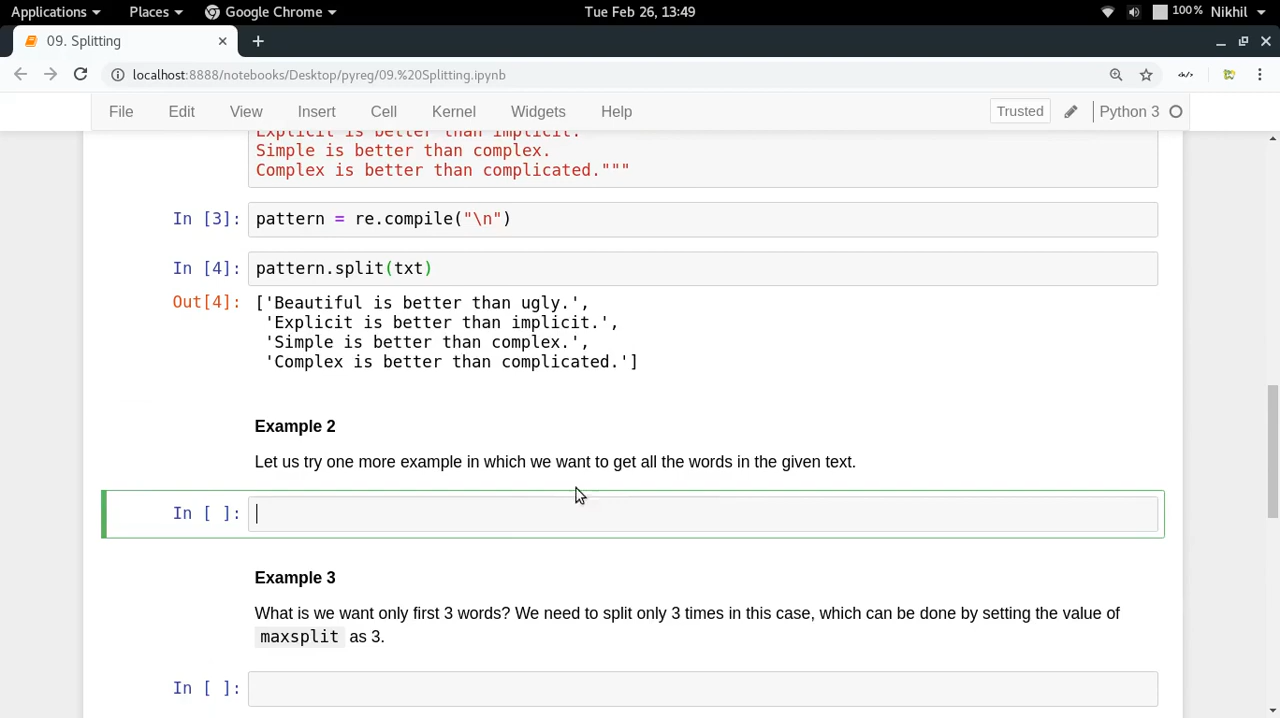 Applications Places Google Chrome Tue Feb 26, 13:49 100% Nikhil
09. Splitting
localhost:8888/notebooks/Desktop/pyreg/09.%20Splitting.ipynb
File Edit View Insert Cell Kernel Widgets Help Trusted Python 3
Explicit is better than implicit.
Simple is better than complex.
Complex is better than complicated."""
In [3]: pattern = re.compile("\n")
In [4]: pattern.split(txt)
Out[4]: ['Beautiful is better than ugly.',
'Explicit is better than implicit.',
'Simple is better than complex.',
'Complex is better than complicated.']
Example 2
Let us try one more example in which we want to get all the words in the given text.
In [ ]:
Example 3
What is we want only first 3 words? We need to split only 3 times in this case, which can be done by setting the value of
maxsplit as 3.
In [ ]: